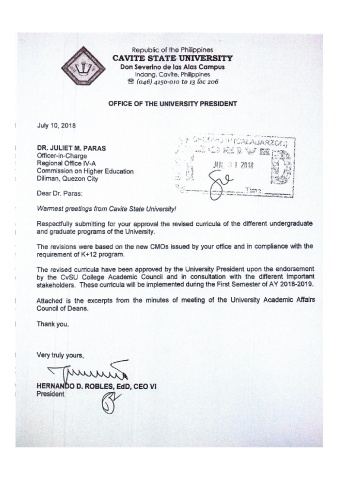 Republic of the Philippines
CAVITE STATE UNIVERSITY
Don Severino de las Alas Campus
Indang, Cavite, Philippines
☏ (046) 4150-010 to 13 loc 206
OFFICE OF THE UNIVERSITY PRESIDENT
July 10, 2018
DR. JULIET M. PARAS
Officer-in-Charge
Regional Office IV-A
Commission on Higher Education
Diliman, Quezon City
2018
Dear Dr. Paras:
Warmest greetings from Cavite State University!
Respectfully submitting for your approval the revised curricula of the different undergraduate
and graduate programs of the University.
The revisions were based on the new CMOs issued by your office and in compliance with the
requirement of K+12 program.
The revised curricula have been approved by the University President upon the endorsement
by the CvSU College Academic Council and in consultation with the different important
stakeholders. These curricula will be implemented during the First Semester of AY 2018-2019.
Attached is the excerpts from the minutes of meeting of the University Academic Affairs
Council of Deans.
Thank you.
Very truly yours,
HERNANDO D. ROBLES, EdD, CEO VI
President